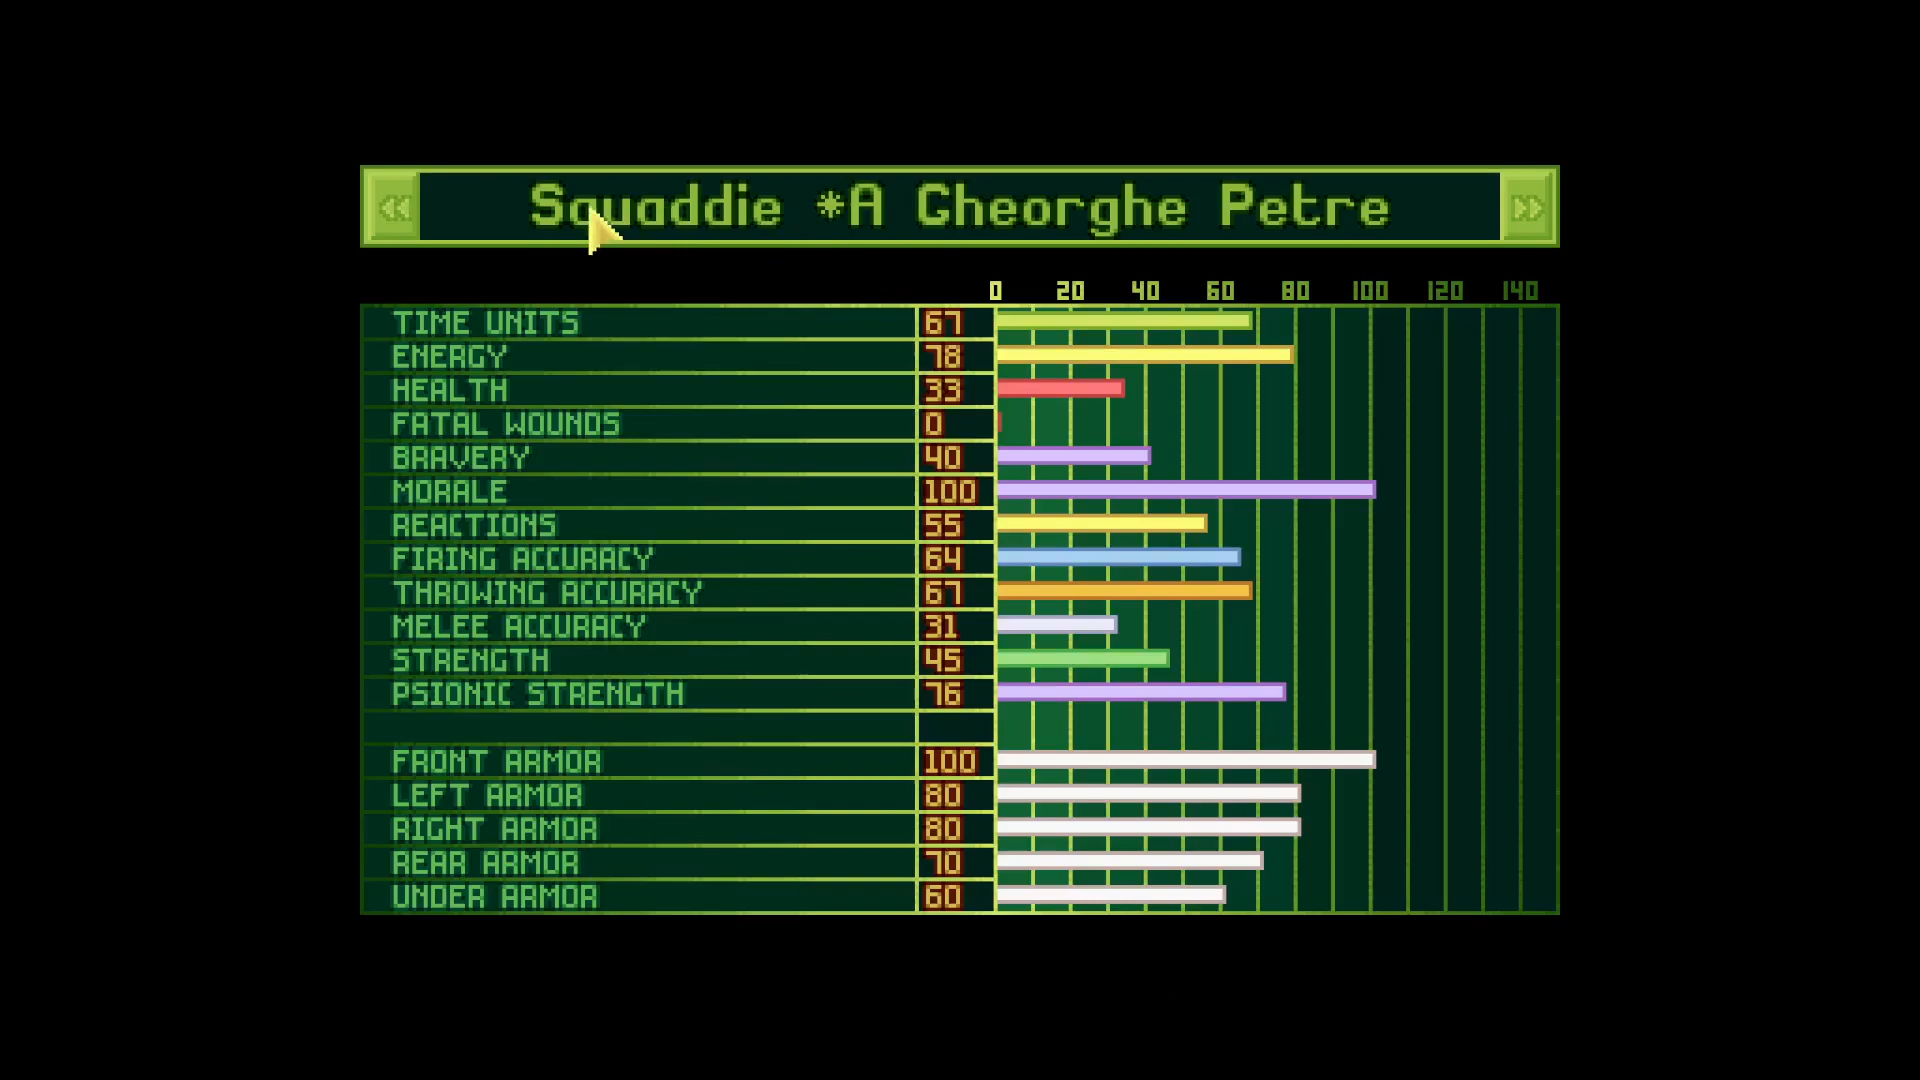 Squaddie *A Gheorghe Petre
0 20 40 60 80 100 120 140
TIME UNITS 67
ENERGY 78
HEALTH 33
FATAL WOUNDS 0
BRAVERY 40
MORALE 100
REACTIONS 55
FIRING ACCURACY 64
THROWING ACCURACY 67
MELEE ACCURACY 31
STRENGTH 45
PSIONIC STRENGTH 76
FRONT ARMOR 100
LEFT ARMOR 80
RIGHT ARMOR 80
REAR ARMOR 70
UNDER ARMOR 60